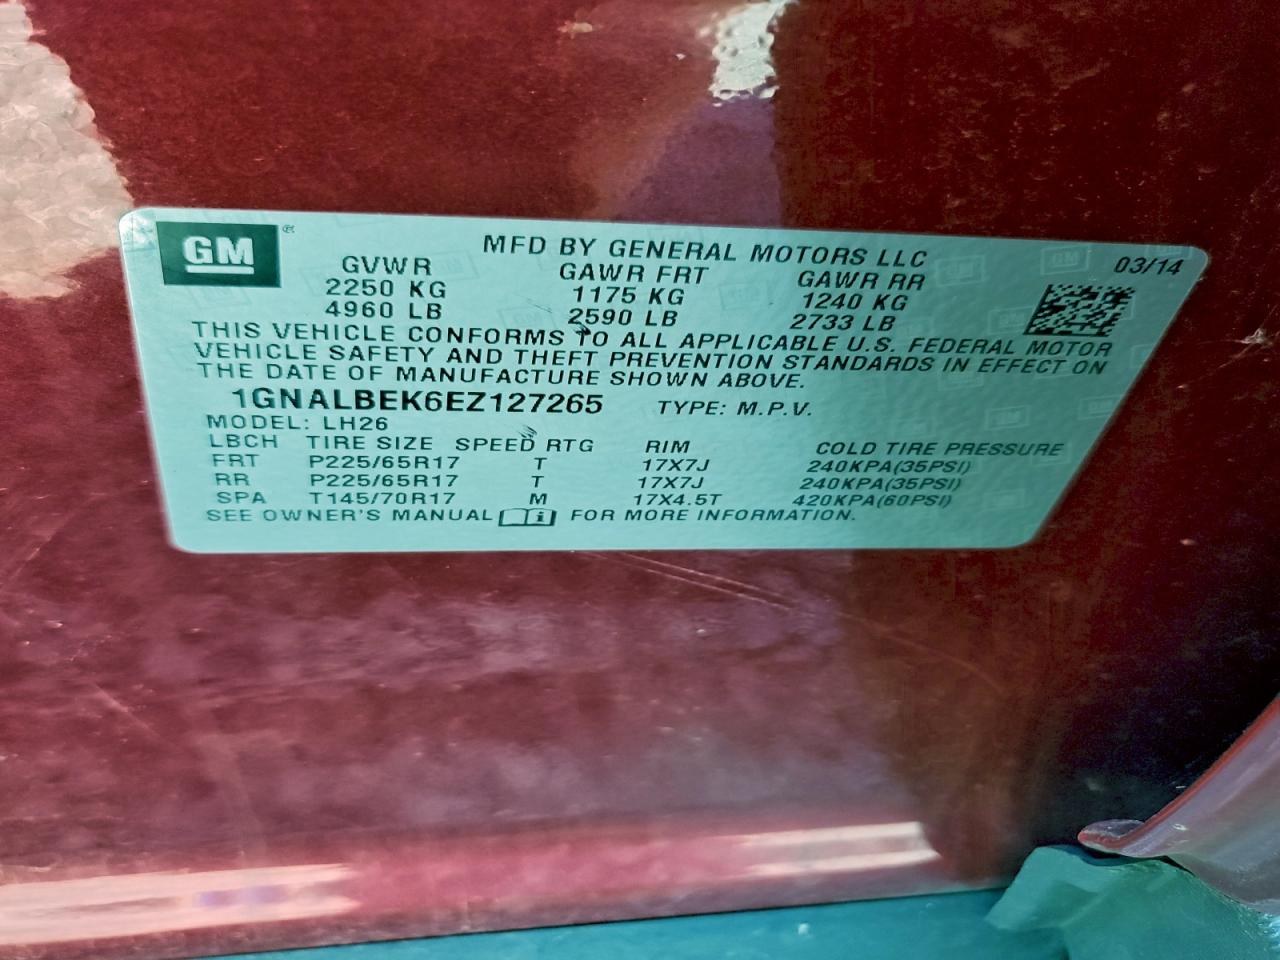 GM®
MFD BY GENERAL MOTORS LLC
03/14
GVWR GAWR FRT GAWR RR
2250 KG 1175 KG 1240 KG
4960 LB 2590 LB 2733 LB
THIS VEHICLE CONFORMS TO ALL APPLICABLE U.S. FEDERAL MOTOR
VEHICLE SAFETY AND THEFT PREVENTION STANDARDS IN EFFECT ON
THE DATE OF MANUFACTURE SHOWN ABOVE.
1GNALBEK6EZ127265 TYPE: M.P.V.
MODEL: LH26
LBCH TIRE SIZE SPEED RTG RIM COLD TIRE PRESSURE
FRT P225/65R17 T 17X7J 240KPA(35PSI)
RR P225/65R17 T 17X7J 240KPA(35PSI)
SPA T145/70R17 M 17X4.5T 420KPA(60PSI)
SEE OWNER'S MANUAL FOR MORE INFORMATION.